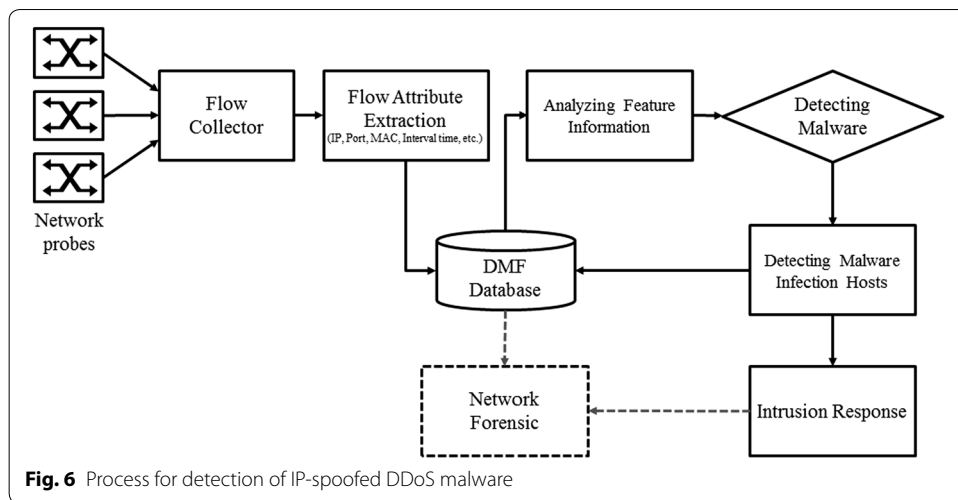 Network
probes
Flow
Collector
Flow Attribute
Extraction
(IP, Port, MAC, Interval time, etc.)
Analyzing Feature
Information
Detecting
Malware
DMF
Database
Detecting Malware
Infection Hosts
Network
Forensic
Intrusion Response
Fig. 6 Process for detection of IP-spoofed DDoS malware